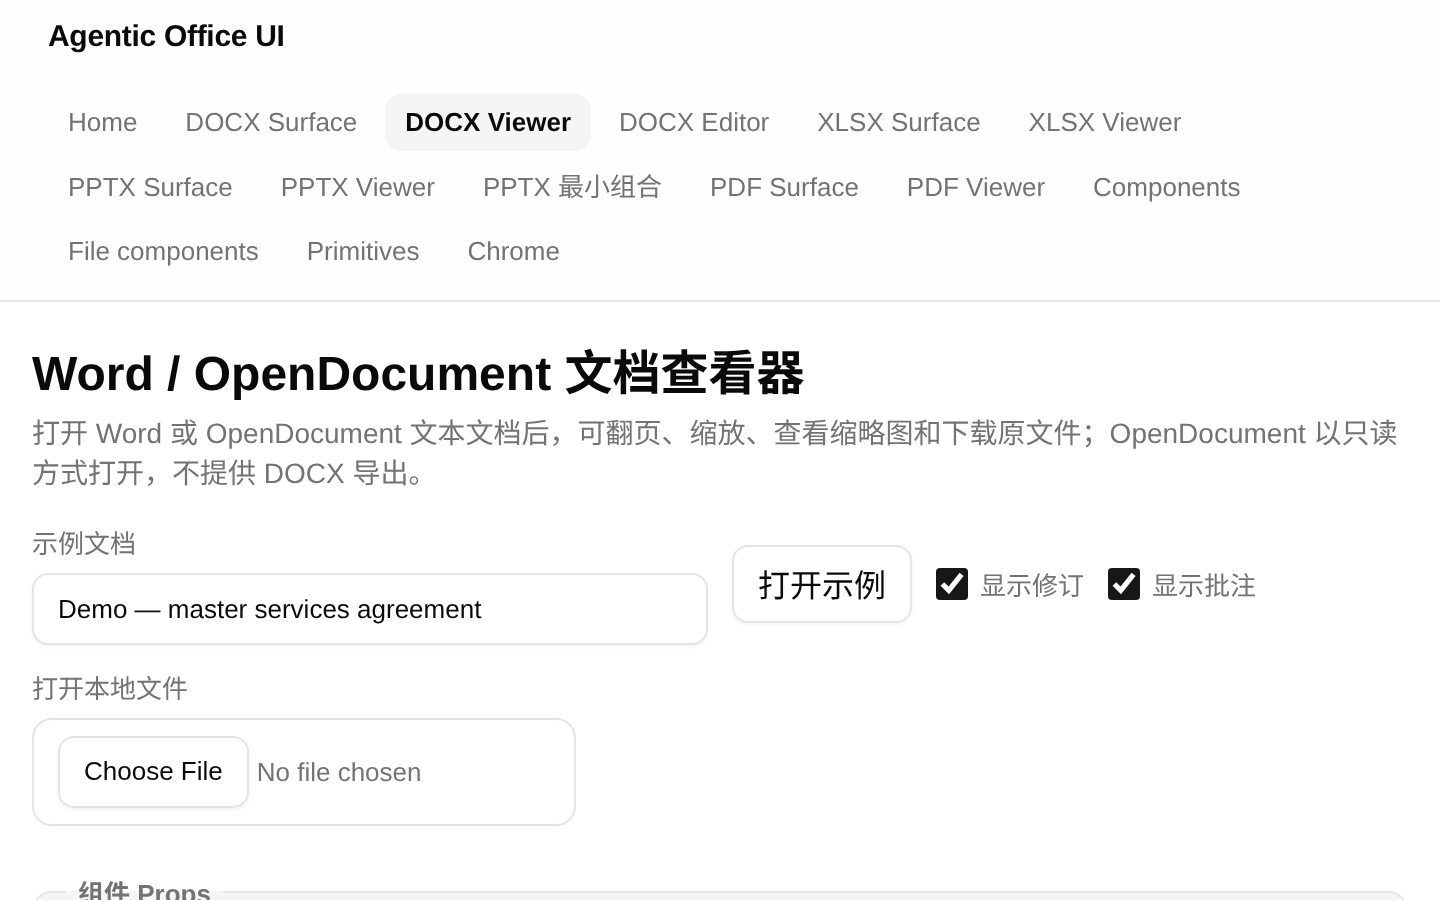 Agentic Office UI
Home DOCX Surface DOCX Viewer DOCX Editor XLSX Surface XLSX Viewer
PPTX Surface PPTX Viewer PPTX 最小组合 PDF Surface PDF Viewer Components
File components Primitives Chrome
Word / OpenDocument 文档查看器
打开 Word 或 OpenDocument 文本文档后，可翻页、缩放、查看缩略图和下载原文件；OpenDocument 以只读
方式打开，不提供 DOCX 导出。
示例文档
Demo — master services agreement
打开示例
显示修订
显示批注
打开本地文件
Choose File No file chosen
组件 Props